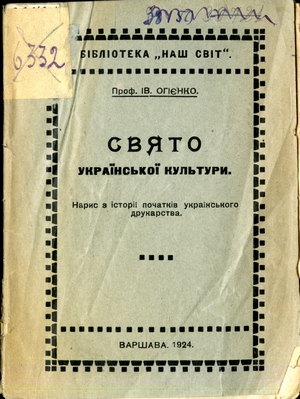 6332
БІБЛІОТЕКА „НАШ СВІТ“.
Проф. ІВ. ОГІЄНКО.
СВЯТО
УКРАЇНСЬКОЇ КУЛЬТУРИ.
Нарис з історії початків українського
друкарства.
ВАРШАВА, 1924.